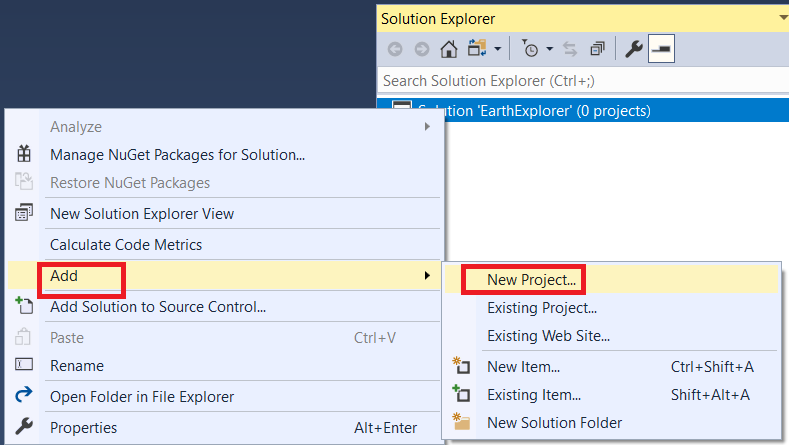 Solution Explorer
Search Solution Explorer (Ctrl+;)
Solution 'EarthExplorer' (0 projects)
Analyze
Manage NuGet Packages for Solution...
Restore NuGet Packages
New Solution Explorer View
Calculate Code Metrics
Add
Add Solution to Source Control...
Paste Ctrl+V
Rename
Open Folder in File Explorer
Properties Alt+Enter
New Project...
Existing Project...
Existing Web Site...
New Item... Ctrl+Shift+A
Existing Item... Shift+Alt+A
New Solution Folder